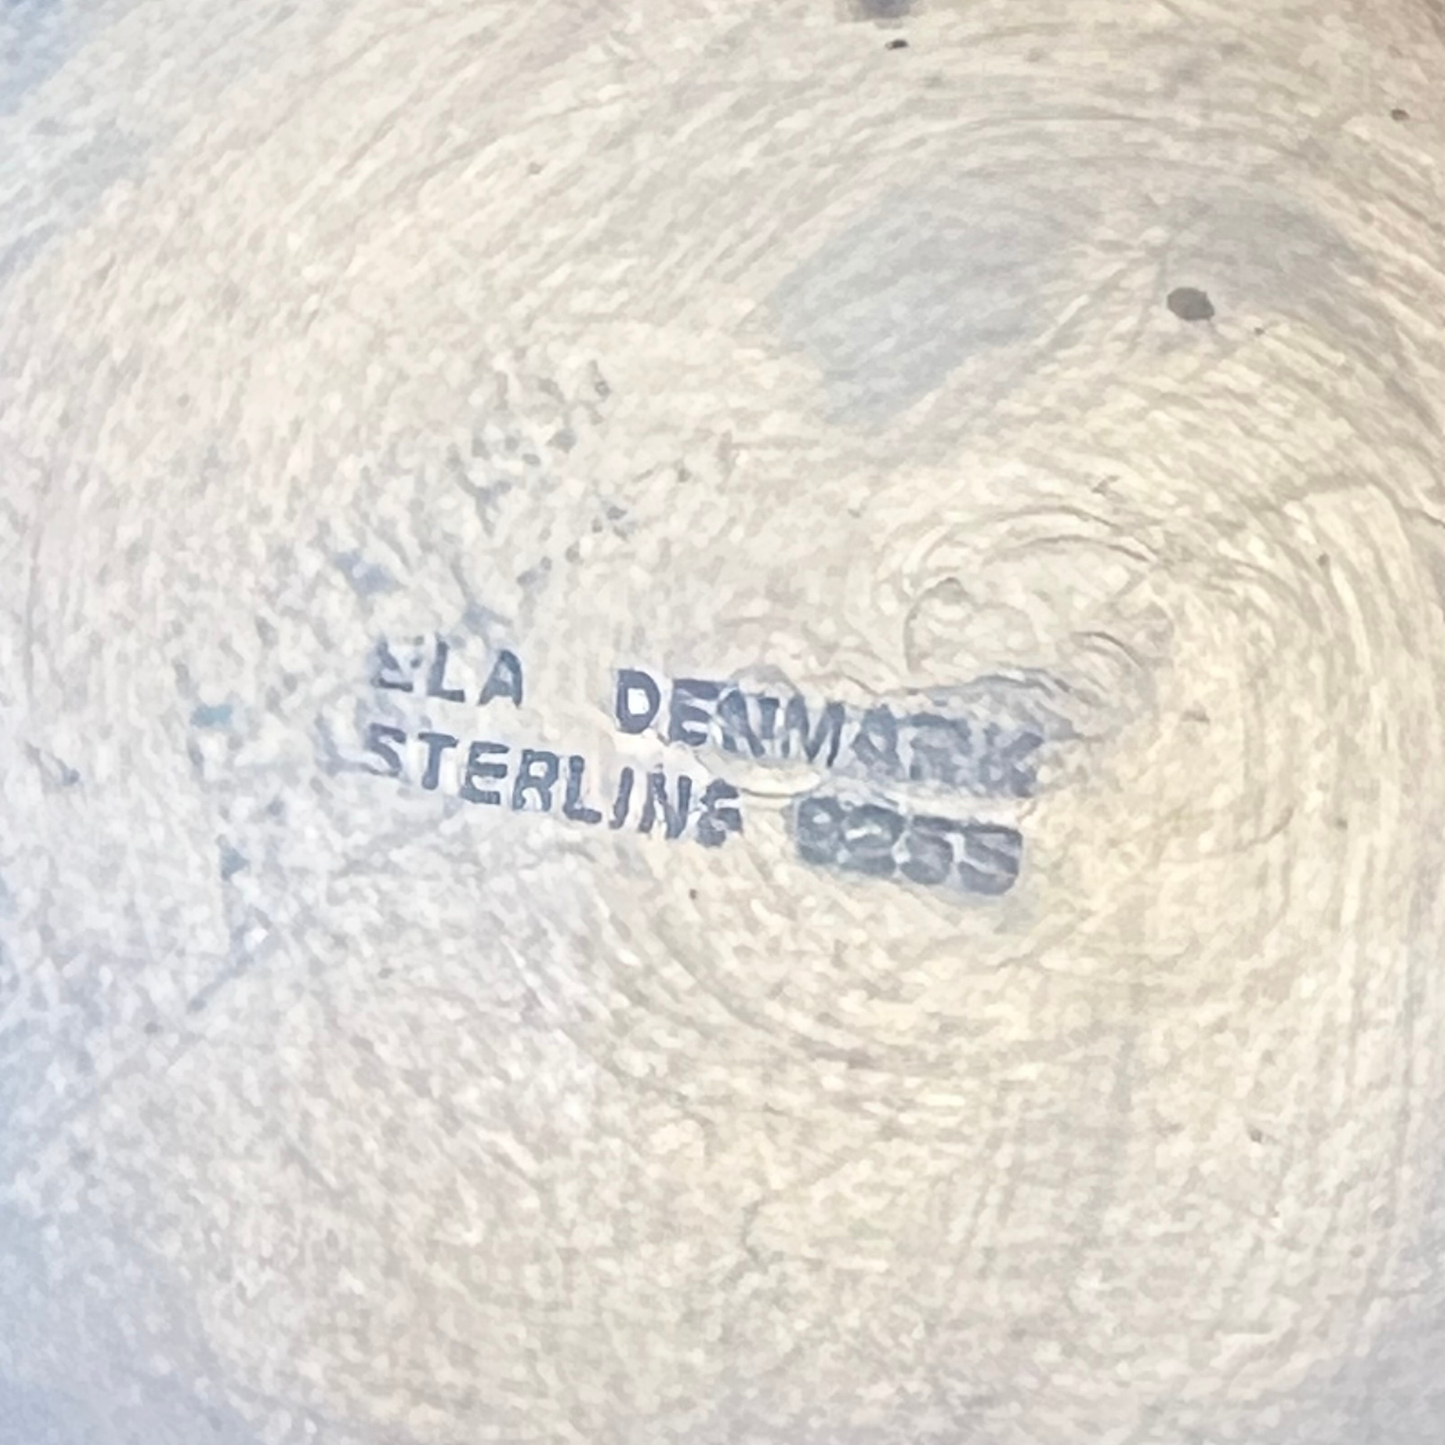 ELA DENMARK
STERLING 925S